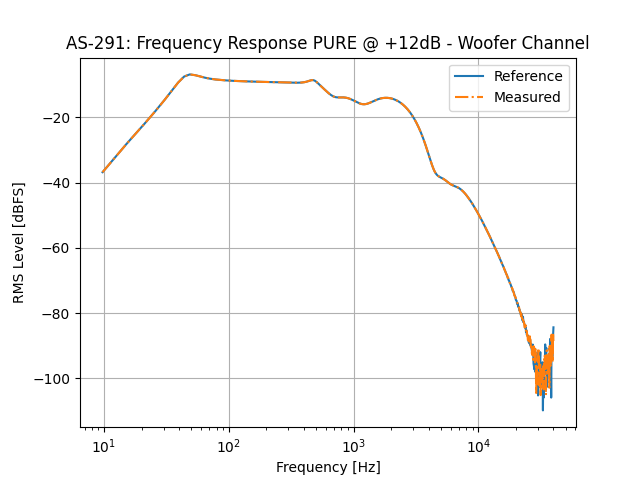 AS-291: Frequency Response PURE @ +12dB - Woofer Channel
Reference
Measured
RMS Level [dBFS]
−20
−40
−60
−80
−100
10¹
10²
10³
10⁴
Frequency [Hz]